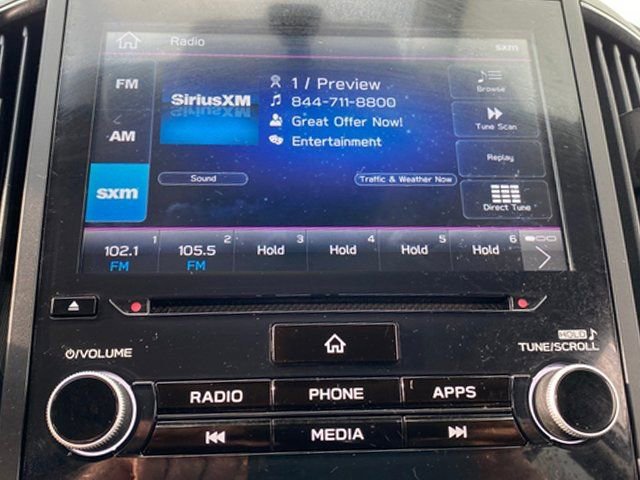 Radio
sxm
FM
AM
sxm
SiriusXM
1 / Preview
844-711-8800
Great Offer Now!
Entertainment
Browse
Tune Scan
Replay
Direct Tune
Sound
Traffic & Weather Now
1
102.1
FM
2
105.5
FM
3
Hold
4
Hold
5
Hold
6
Hold
VOLUME
HOLD
TUNE/SCROLL
RADIO
PHONE
APPS
MEDIA